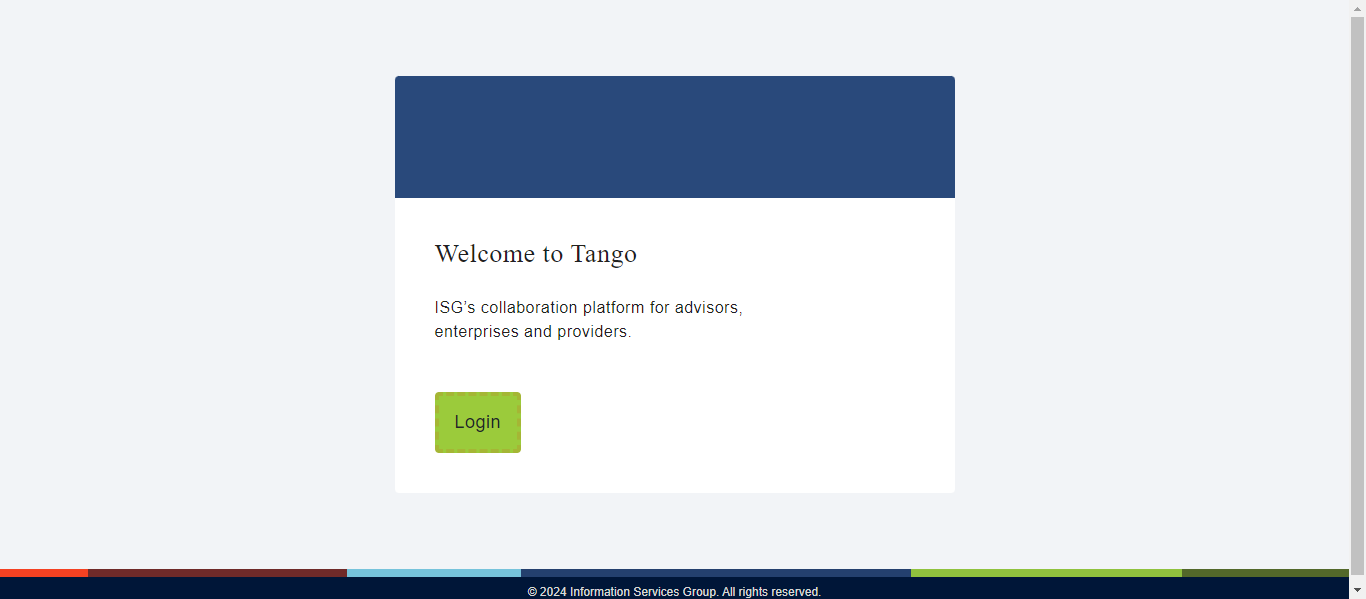 Welcome to Tango
ISG’s collaboration platform for advisors,
enterprises and providers.
Login
© 2024 Information Services Group. All rights reserved.